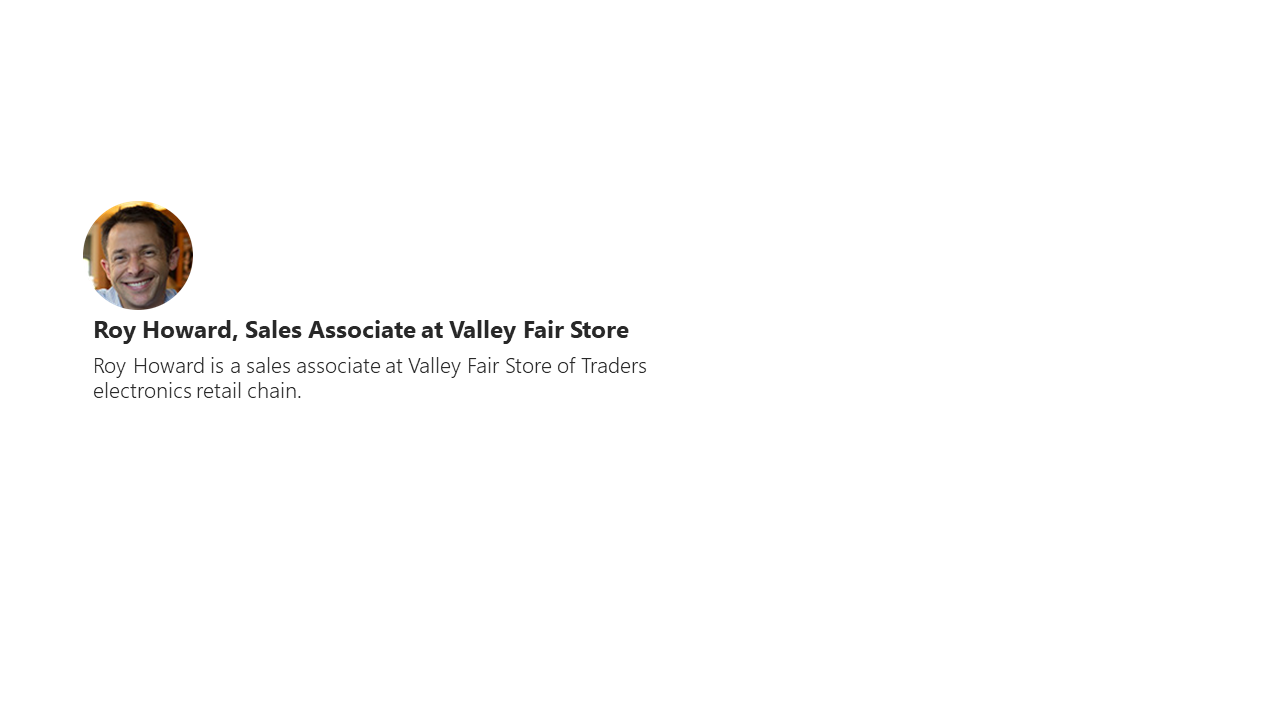 Roy Howard, Sales Associate at Valley Fair Store
Roy Howard is a sales associate at Valley Fair Store of Traders
electronics retail chain.